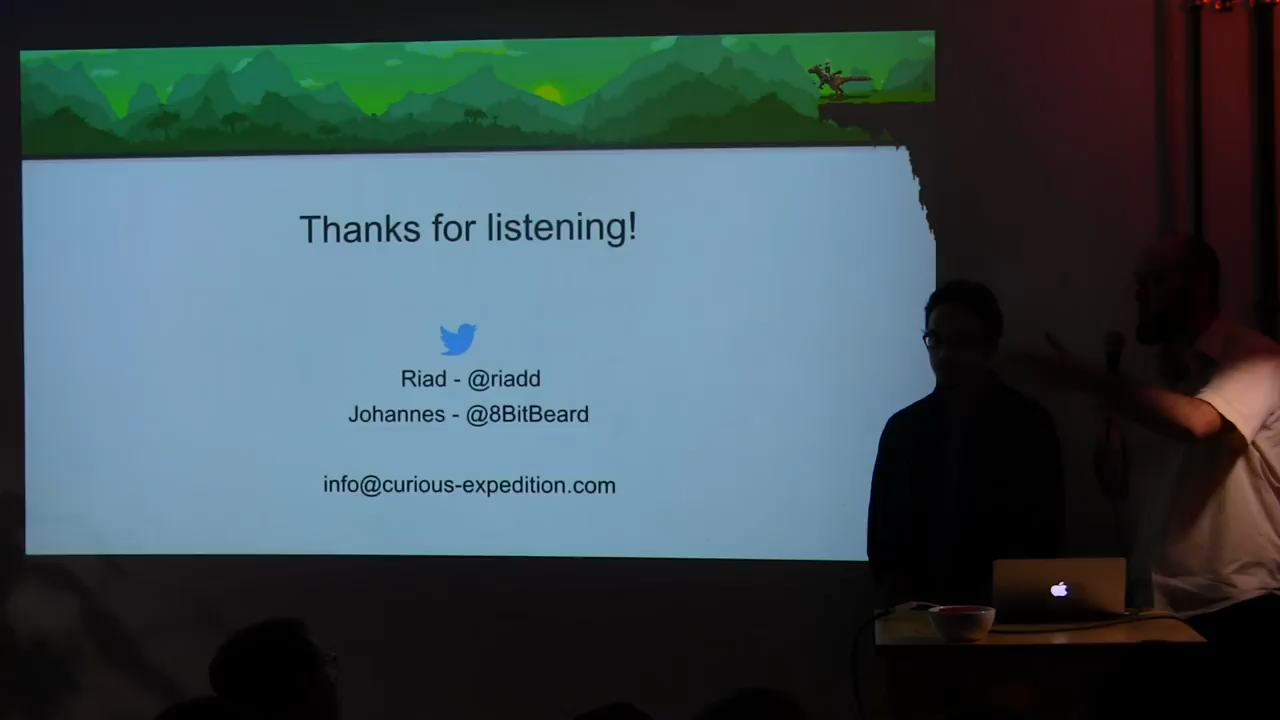 Thanks for listening!
Riad - @riadd
Johannes - @8BitBeard
info@curious-expedition.com